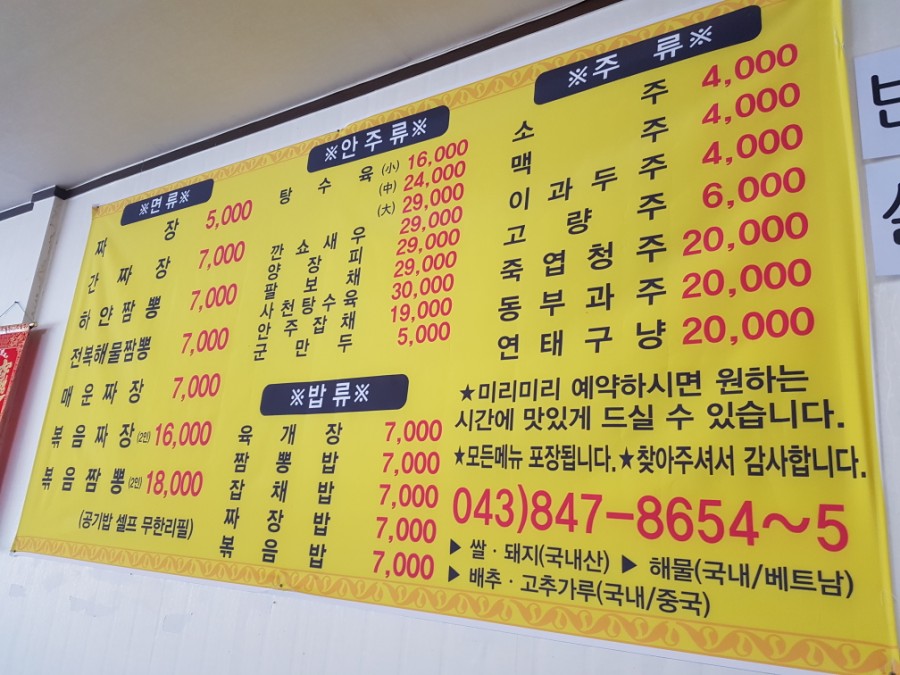 ※면 류※
짜 장 5,000
간 짜 장 7,000
하 얀 짬 뽕 7,000
전복해물짬뽕 7,000
매 운 짜 장 7,000
볶 음 짜 장 (2인) 16,000
볶 음 짬 뽕 (2인) 18,000
(공기밥 셀프 무한리필)
※안 주 류※
탕 수 육 (小) 16,000
(中) 24,000
(大) 29,000
깐 쇼 새 우 29,000
양 장 피 29,000
팔 보 채 29,000
사 천 탕 수 육 30,000
안 주 잡 채 19,000
군 만 두 5,000
※밥 류※
육 개 장 7,000
짬 뽕 밥 7,000
잡 채 밥 7,000
짜 장 밥 7,000
볶 음 밥 7,000
※주 류※
소 주 4,000
맥 주 4,000
이 과 두 주 4,000
고 량 주 6,000
죽 엽 청 주 20,000
동 부 과 주 20,000
연 태 구 냥 20,000
★미리미리 예약하시면 원하는
시간에 맛있게 드실 수 있습니다.
★모든메뉴 포장됩니다.★찾아주셔서 감사합니다.
043)847-8654~5
▶ 쌀 · 돼지(국내산) ▶ 해물(국내/베트남)
▶ 배추 · 고추가루(국내/중국)